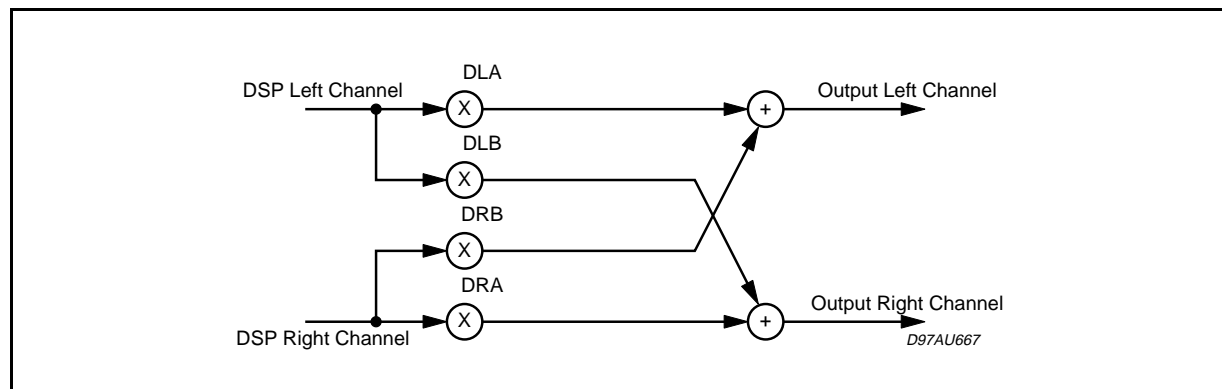 DLA
DSP Left Channel
X
+
Output Left Channel
DLB
X
DRB
X
DRA
DSP Right Channel
X
+
Output Right Channel
D97AU667